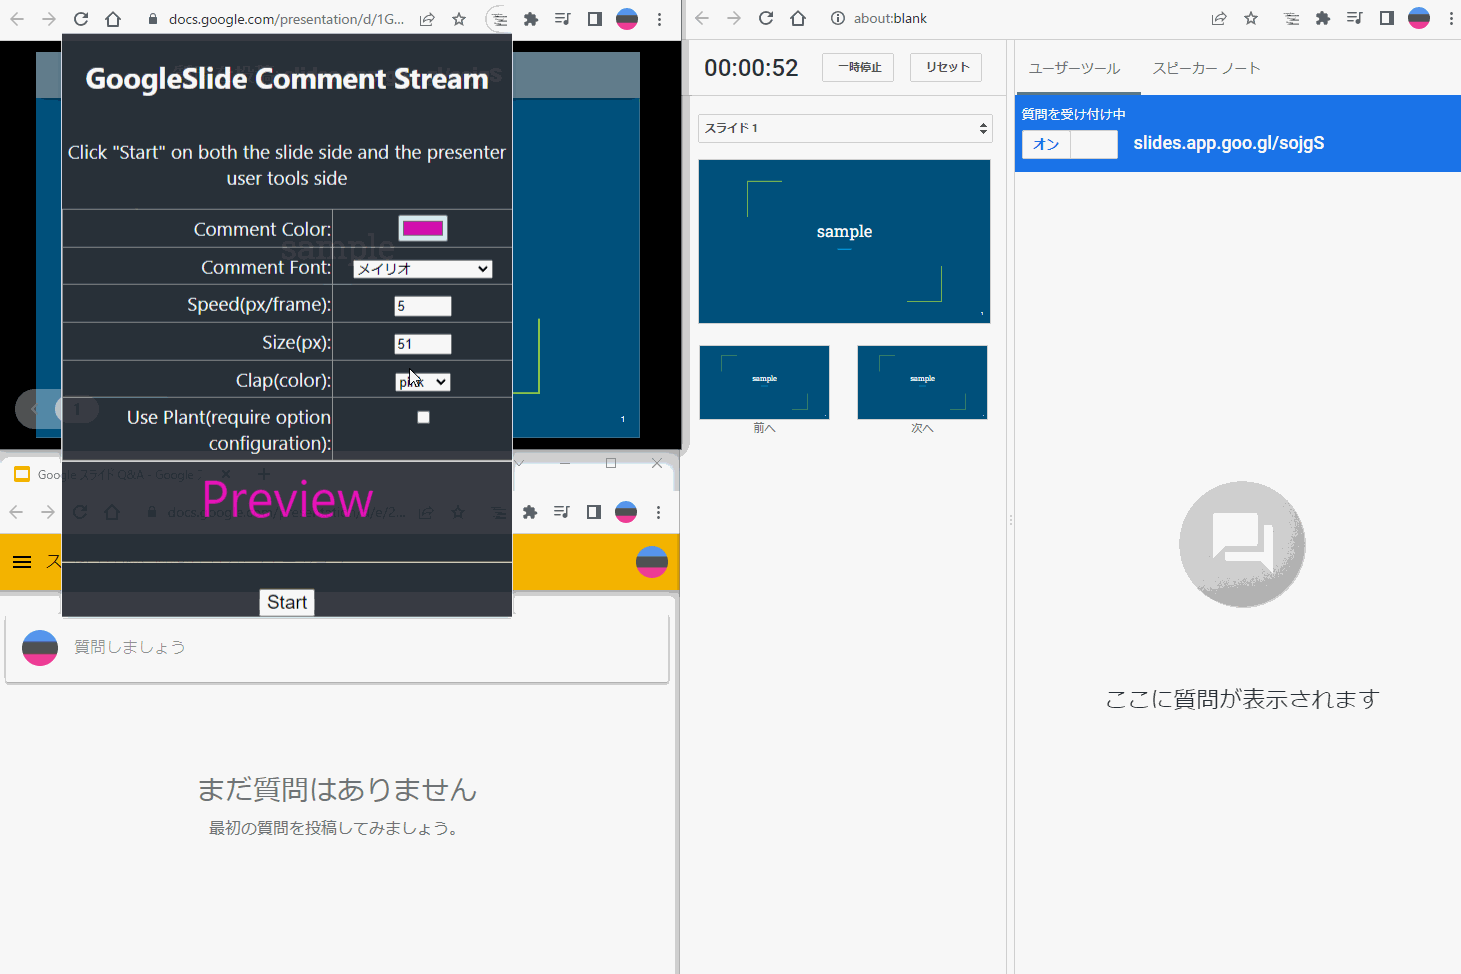 docs.google.com/presentation/d/1G...
GoogleSlide Comment Stream
Click "Start" on both the slide side and the presenter
user tools side
Comment Color:
sample
Comment Font:
メイリオ
Speed(px/frame):
5
Size(px):
51
Clap(color):
1
Use Plant(require option
configuration):
1
Preview
Start
Google スライド Q&A - Google
ス
質問しましょう
まだ質問はありません
最初の質問を投稿してみましょう。
about:blank
00:00:52
一時停止
リセット
スライド 1
sample
1
sample
sample
前へ
次へ
ユーザーツール
スピーカー ノート
質問を受け付け中
オン
slides.app.goo.gl/sojgS
ここに質問が表示されます